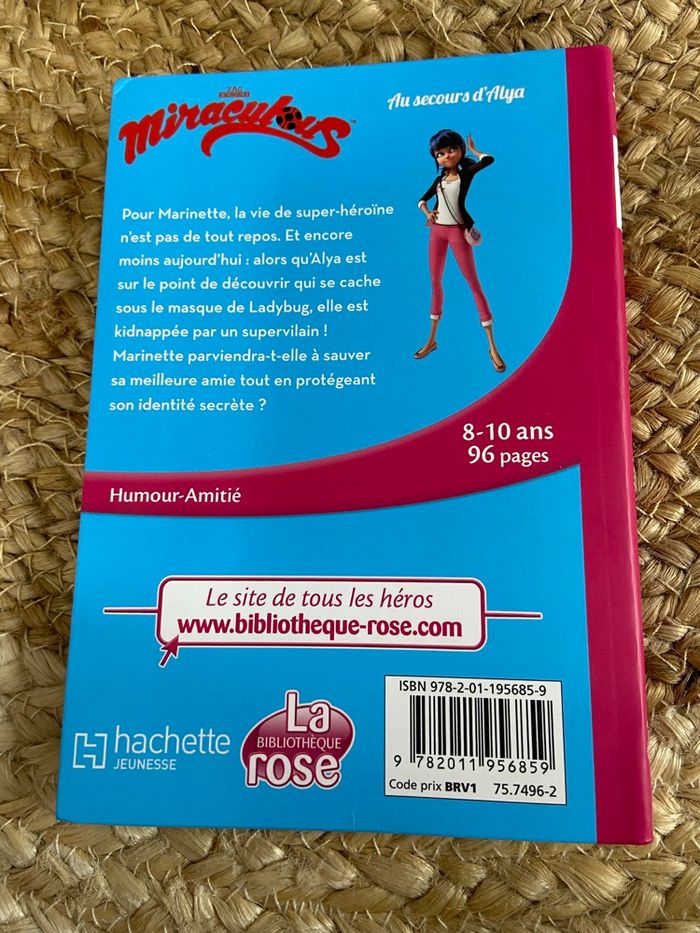 ZAG
Miraculous™
Au secours d'Alya
Pour Marinette, la vie de super-héroïne
n'est pas de tout repos. Et encore
moins aujourd'hui : alors qu'Alya est
sur le point de découvrir qui se cache
sous le masque de Ladybug, elle est
kidnappée par un supervilain !
Marinette parviendra-t-elle à sauver
sa meilleure amie tout en protégeant
son identité secrète ?
8-10 ans
96 pages
Humour-Amitié
Le site de tous les héros
www.bibliotheque-rose.com
hachette
JEUNESSE
La
BIBLIOTHÈQUE
rose
ISBN 978-2-01-195685-9
9 782011 956859
Code prix BRV1 75.7496-2